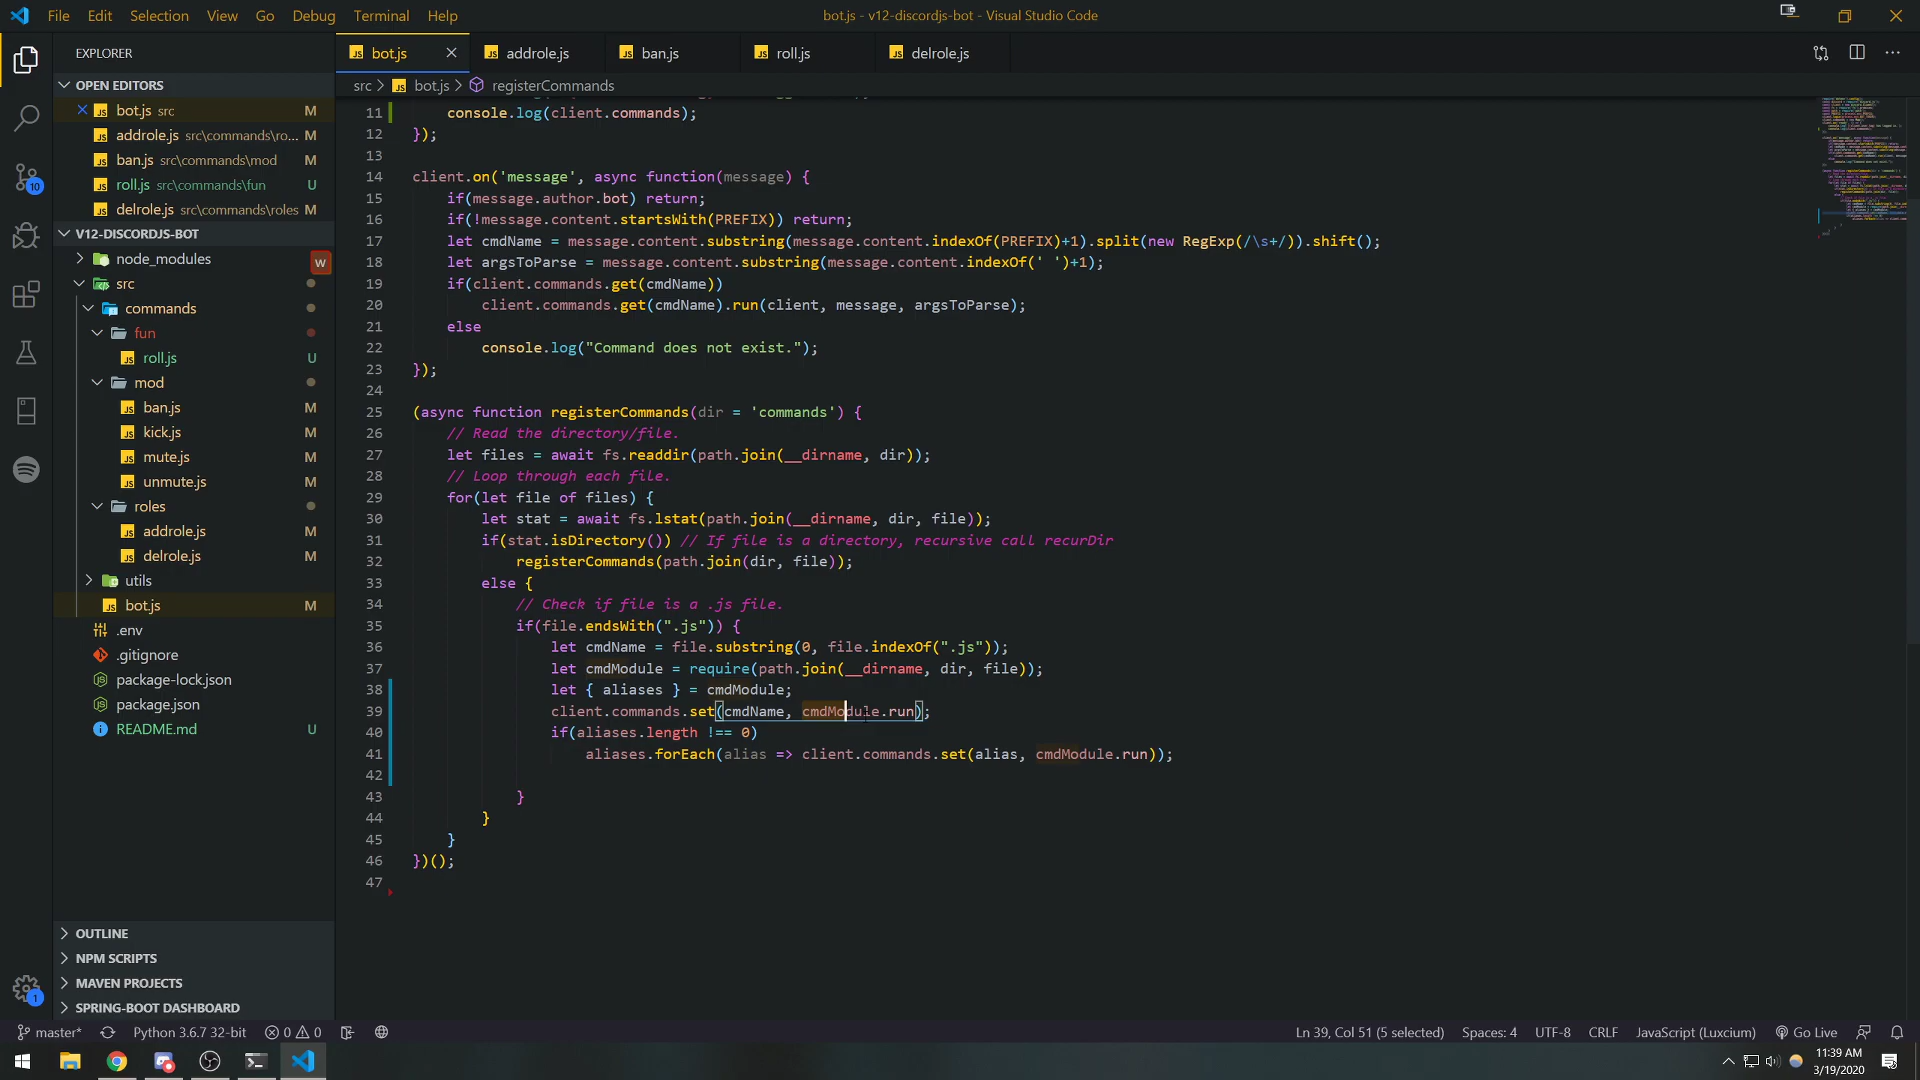 File Edit Selection View Go Debug Terminal Help
bot.js - v12-discordjs-bot - Visual Studio Code
EXPLORER
OPEN EDITORS
bot.js src M
addrole.js src\commands\ro... M
ban.js src\commands\mod M
roll.js src\commands\fun U
delrole.js src\commands\roles M
V12-DISCORDJS-BOT
node_modules W
src
commands
fun
roll.js U
mod
ban.js M
kick.js M
mute.js M
unmute.js M
roles
addrole.js M
delrole.js M
utils
bot.js M
.env
.gitignore
package-lock.json
package.json
README.md
OUTLINE
NPM SCRIPTS
MAVEN PROJECTS
SPRING-BOOT DASHBOARD
10
1
bot.js addrole.js ban.js roll.js delrole.js
src > bot.js > registerCommands
11 console.log(client.commands);
12 });
13
14 client.on('message', async function(message) {
15 if(message.author.bot) return;
16 if(!message.content.startsWith(PREFIX)) return;
17 let cmdName = message.content.substring(message.content.indexOf(PREFIX)+1).split(new RegExp(/\s+/)).shift();
18 let argsToParse = message.content.substring(message.content.indexOf(' ')+1);
19 if(client.commands.get(cmdName))
20 client.commands.get(cmdName).run(client, message, argsToParse);
21 else
22 console.log("Command does not exist.");
23 });
24
25 (async function registerCommands(dir = 'commands') {
26 // Read the directory/file.
27 let files = await fs.readdir(path.join(__dirname, dir));
28 // Loop through each file.
29 for(let file of files) {
30 let stat = await fs.lstat(path.join(__dirname, dir, file));
31 if(stat.isDirectory()) // If file is a directory, recursive call recurDir
32 registerCommands(path.join(dir, file));
33 else {
34 // Check if file is a .js file.
35 if(file.endsWith(".js")) {
36 let cmdName = file.substring(0, file.indexOf(".js"));
37 let cmdModule = require(path.join(__dirname, dir, file));
38 let { aliases } = cmdModule;
39 client.commands.set(cmdName, cmdModule.run);
40 if(aliases.length !== 0)
41 aliases.forEach(alias => client.commands.set(alias, cmdModule.run));
42
43 }
44 }
45 }
46 })();
47
master* Python 3.6.7 32-bit 0 0 Ln 39, Col 51 (5 selected) Spaces: 4 UTF-8 CRLF JavaScript (Luxcium) Go Live
11:39 AM
3/19/2020